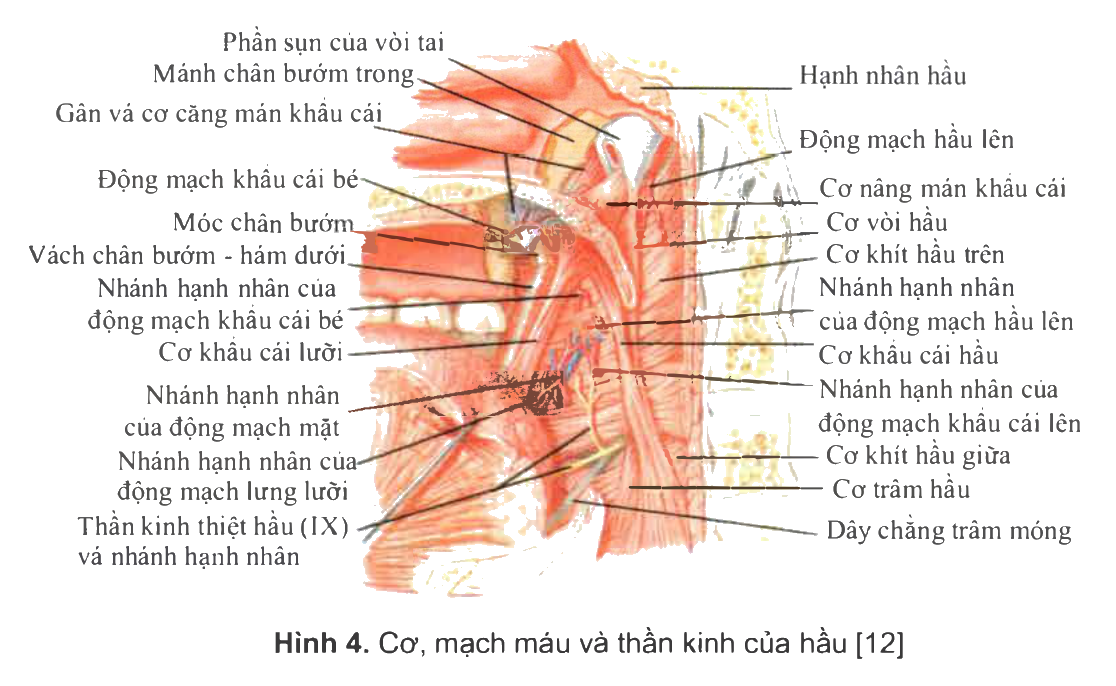 Phần sụn của vòi tai
Mảnh chân bướm trong
Gân và cơ căng màn khẩu cái
Động mạch khẩu cái bé
Móc chân bướm
Vách chân bướm - hàm dưới
Nhánh hạnh nhân của
động mạch khẩu cái bé
Cơ khẩu cái lưỡi
Nhánh hạnh nhân
của động mạch mặt
Nhánh hạnh nhân của
động mạch lưng lưỡi
Thần kinh thiệt hầu (IX)
và nhánh hạnh nhân
Hạnh nhân hầu
Động mạch hầu lên
Cơ nâng màn khẩu cái
Cơ vòi hầu
Cơ khít hầu trên
Nhánh hạnh nhân
của động mạch hầu lên
Cơ khẩu cái hầu
Nhánh hạnh nhân của
động mạch khẩu cái lên
Cơ khít hầu giữa
Cơ trâm hầu
Dây chằng trâm móng
Hình 4. Cơ, mạch máu và thần kinh của hầu [12]